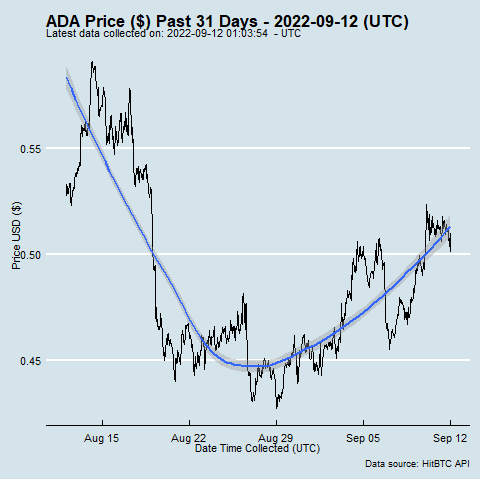 ADA Price ($) Past 31 Days - 2022-09-12 (UTC)
Latest data collected on: 2022-09-12 01:03:54 - UTC
0.55
0.50
0.45
Price USD ($)
Aug 15 Aug 22 Aug 29 Sep 05 Sep 12
Date Time Collected (UTC)
Data source: HitBTC API